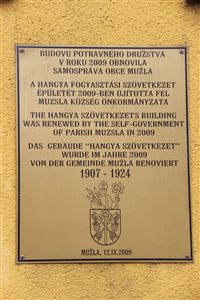 BUDOVU POTRAVNÉHO DRUŽSTVA
V ROKU 2009 OBNOVILA
SAMOSPRÁVA OBCE MUŽLA
A HANGYA FOGYASZTÁSI SZÖVETKEZET
ÉPÜLETÉT 2009-BEN ÚJÍTOTTA FEL
MUZSLA KÖZSÉG ÖNKORMÁNYZATA
THE HANGYA SZÖVETKEZET'S BUILDING
WAS RENEWED BY THE SELF-GOVERNMENT
OF PARISH MUZSLA IN 2009
DAS GEBÄUDE "HANGYA SZÖVETKEZET"
WURDE IM JAHRE 2009
VON DER GEMEINDE MUŽLA RENOVIERT
1907 - 1924
MUŽLA, 12.IX.2009